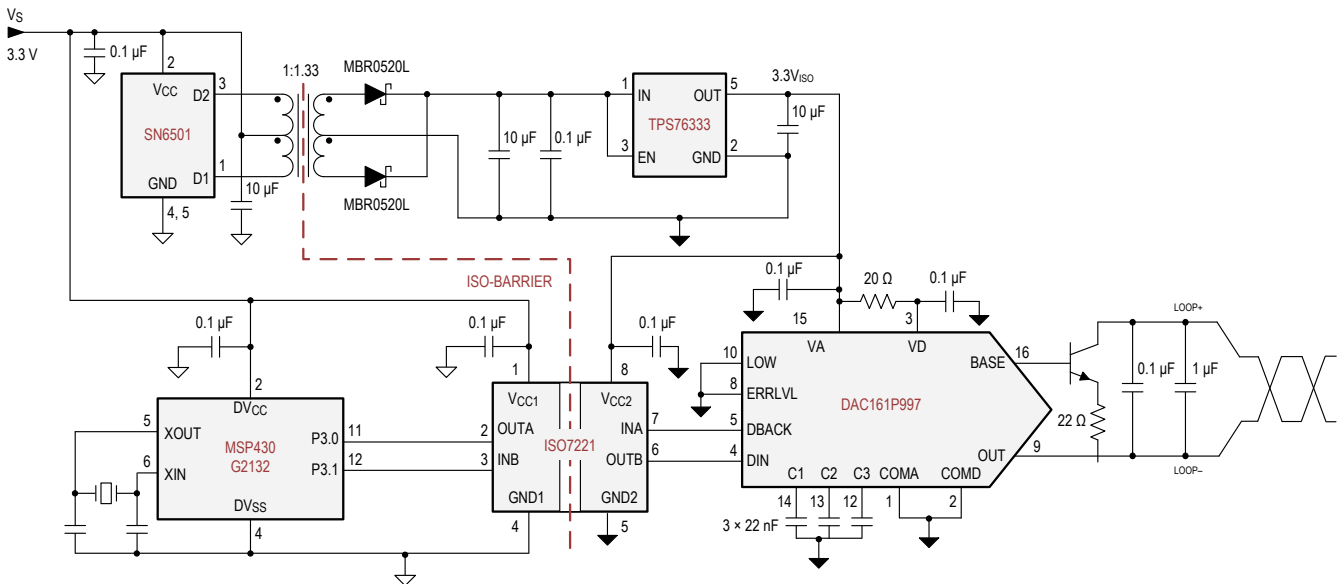 VS
3.3 V
0.1 µF
2
VCC
3
D2
SN6501
1
D1
GND
4, 5
10 µF
1:1.33
MBR0520L
MBR0520L
10 µF
0.1 µF
1
IN
OUT
5
TPS76333
3
EN
GND
2
3.3VISO
10 µF
ISO-BARRIER
0.1 µF
20 Ω
0.1 µF
15
3
0.1 µF
2
DVCC
5
XOUT
6
XIN
MSP430
G2132
P3.0
11
P3.1
12
DVSS
4
0.1 µF
1
VCC1
2
OUTA
3
INB
GND1
4
ISO7221
8
0.1 µF
VCC2
INA
7
OUTB
6
GND2
5
VA
VD
10
LOW
8
ERRLVL
5
DBACK
4
DIN
DAC161P997
BASE
16
OUT
9
C1
C2
C3
COMA
COMD
14
13
12
1
2
3 × 22 nF
22 Ω
0.1 µF
1 µF
LOOP+
LOOP–